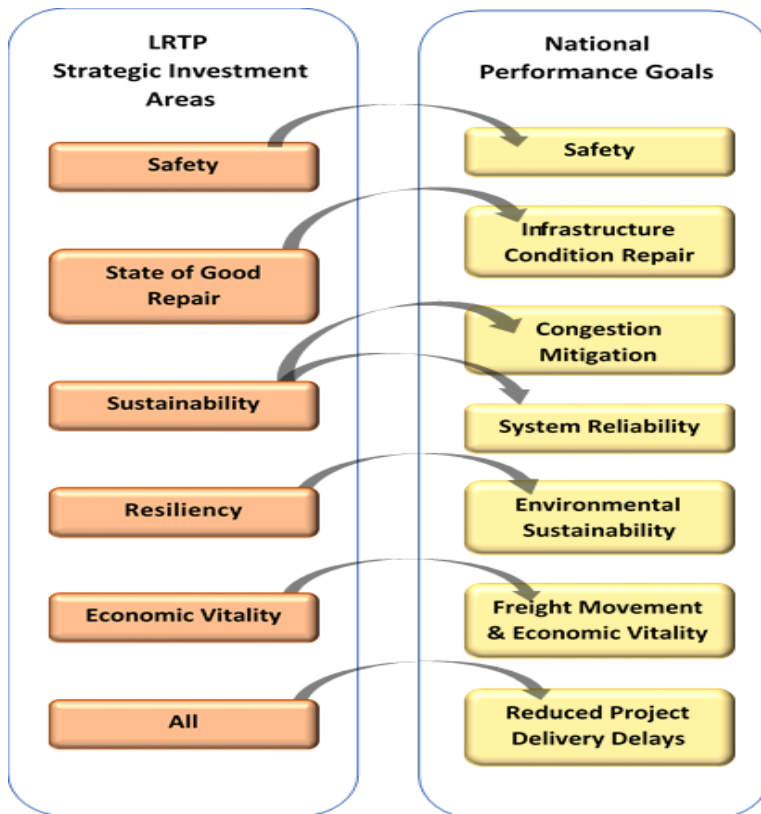 LRTP
Strategic Investment
Areas
Safety
State of Good
Repair
Sustainability
Resiliency
Economic Vitality
All
National
Performance Goals
Safety
Infrastructure
Condition Repair
Congestion
Mitigation
System Reliability
Environmental
Sustainability
Freight Movement
& Economic Vitality
Reduced Project
Delivery Delays